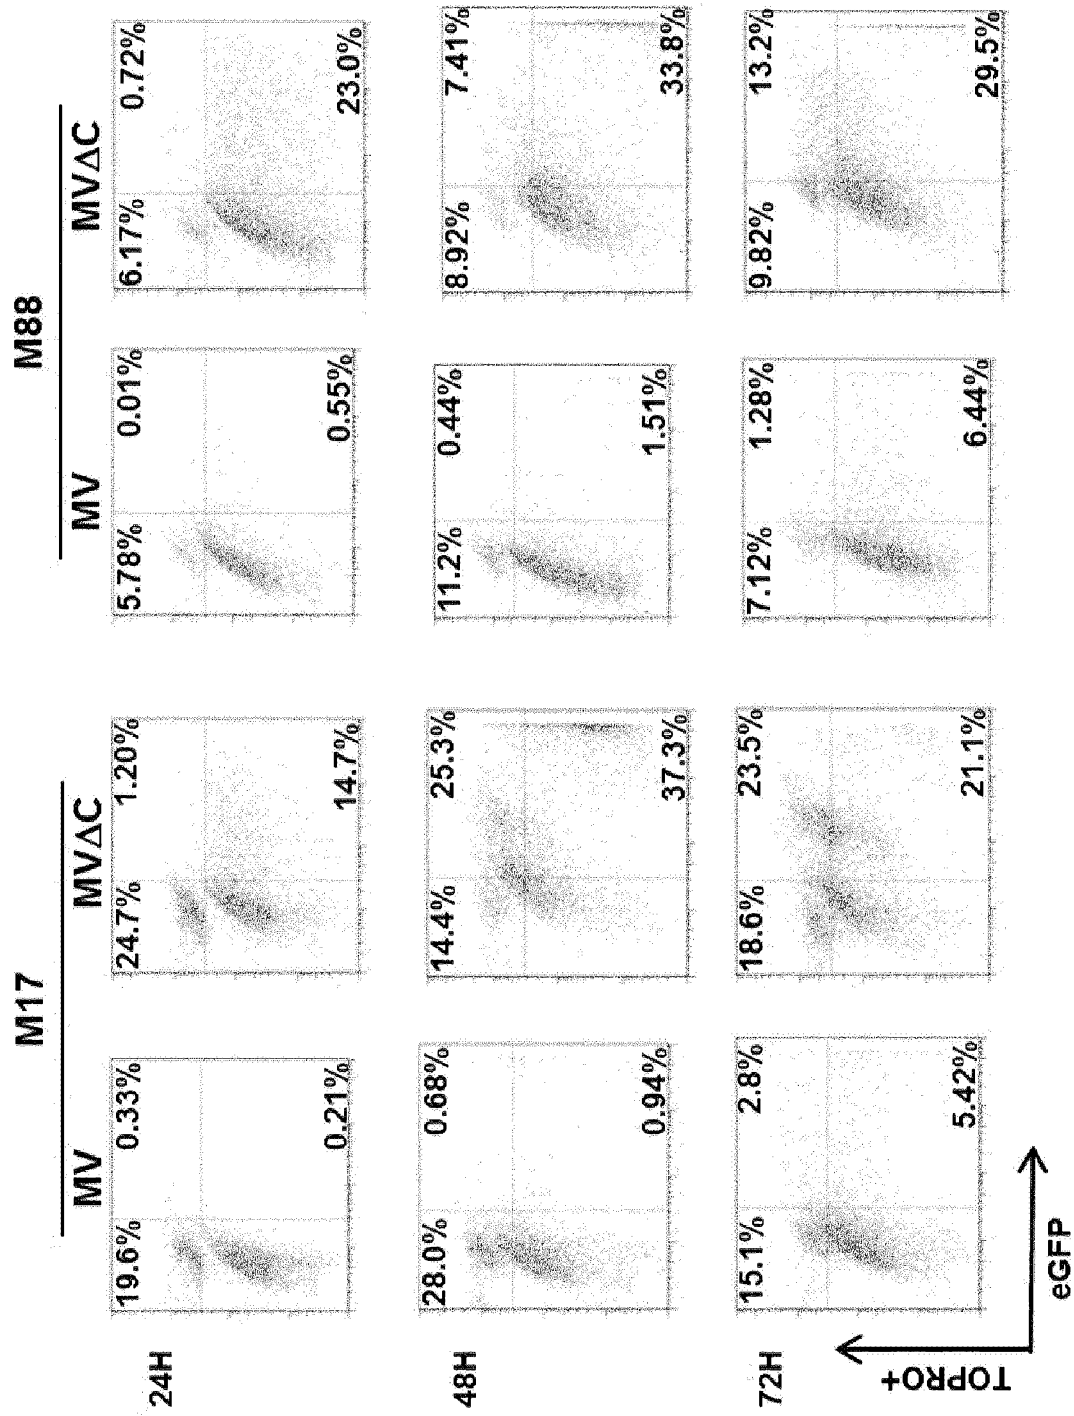 M17 M88
MV MVΔC MV MVΔC
24H
19.6% 0.33% 24.7% 1.20% 5.78% 0.01% 6.17% 0.72%
0.21% 14.7% 0.55% 23.0%
48H
28.0% 0.68% 14.4% 25.3% 11.2% 0.44% 8.92% 7.41%
0.94% 37.3% 1.51% 33.8%
72H
15.1% 2.8% 18.6% 23.5% 7.12% 1.28% 9.82% 13.2%
5.42% 21.1% 6.44% 29.5%
TOPRO+
eGFP